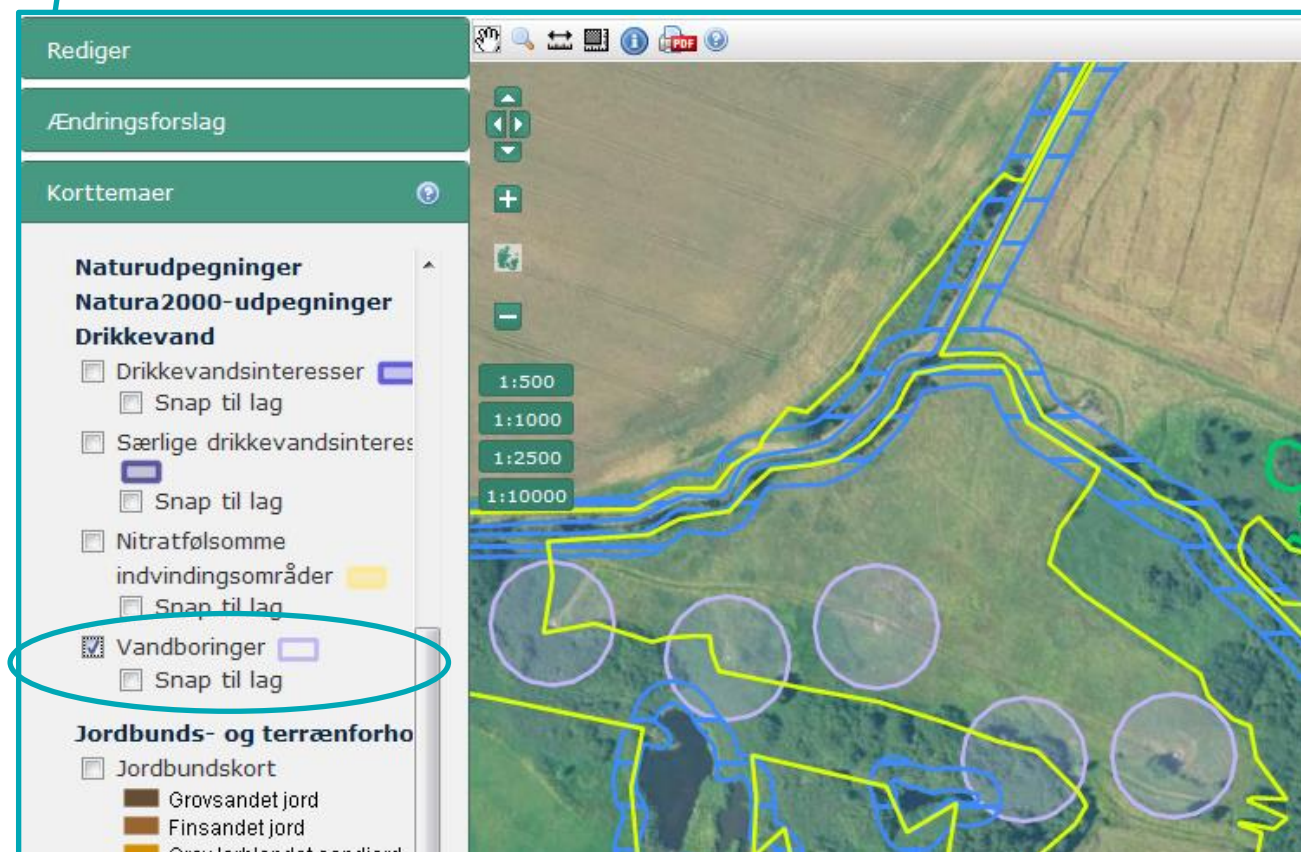 Rediger
PDF
Ændringsforslag
Korttemaer
Naturudpegninger
Natura2000-udpegninger
Drikkevand
Drikkevandsinteresser
Snap til lag
Særlige drikkevandsinteres
Snap til lag
Nitratfølsomme
indvindingsområder
Snap til lag
Vandboringer
Snap til lag
Jordbunds- og terrænforho
Jordbundskort
Grovsandet jord
Finsandet jord
1:500
1:1000
1:2500
1:10000